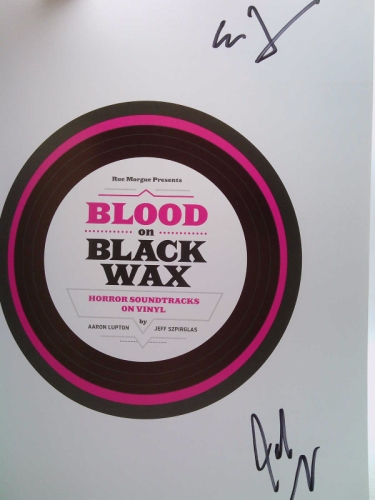 Rue Morgue Presents
BLOOD
on
BLACK
WAX
HORROR SOUNDTRACKS
ON VINYL
by
AARON LUPTON JEFF SZPIRGLAS